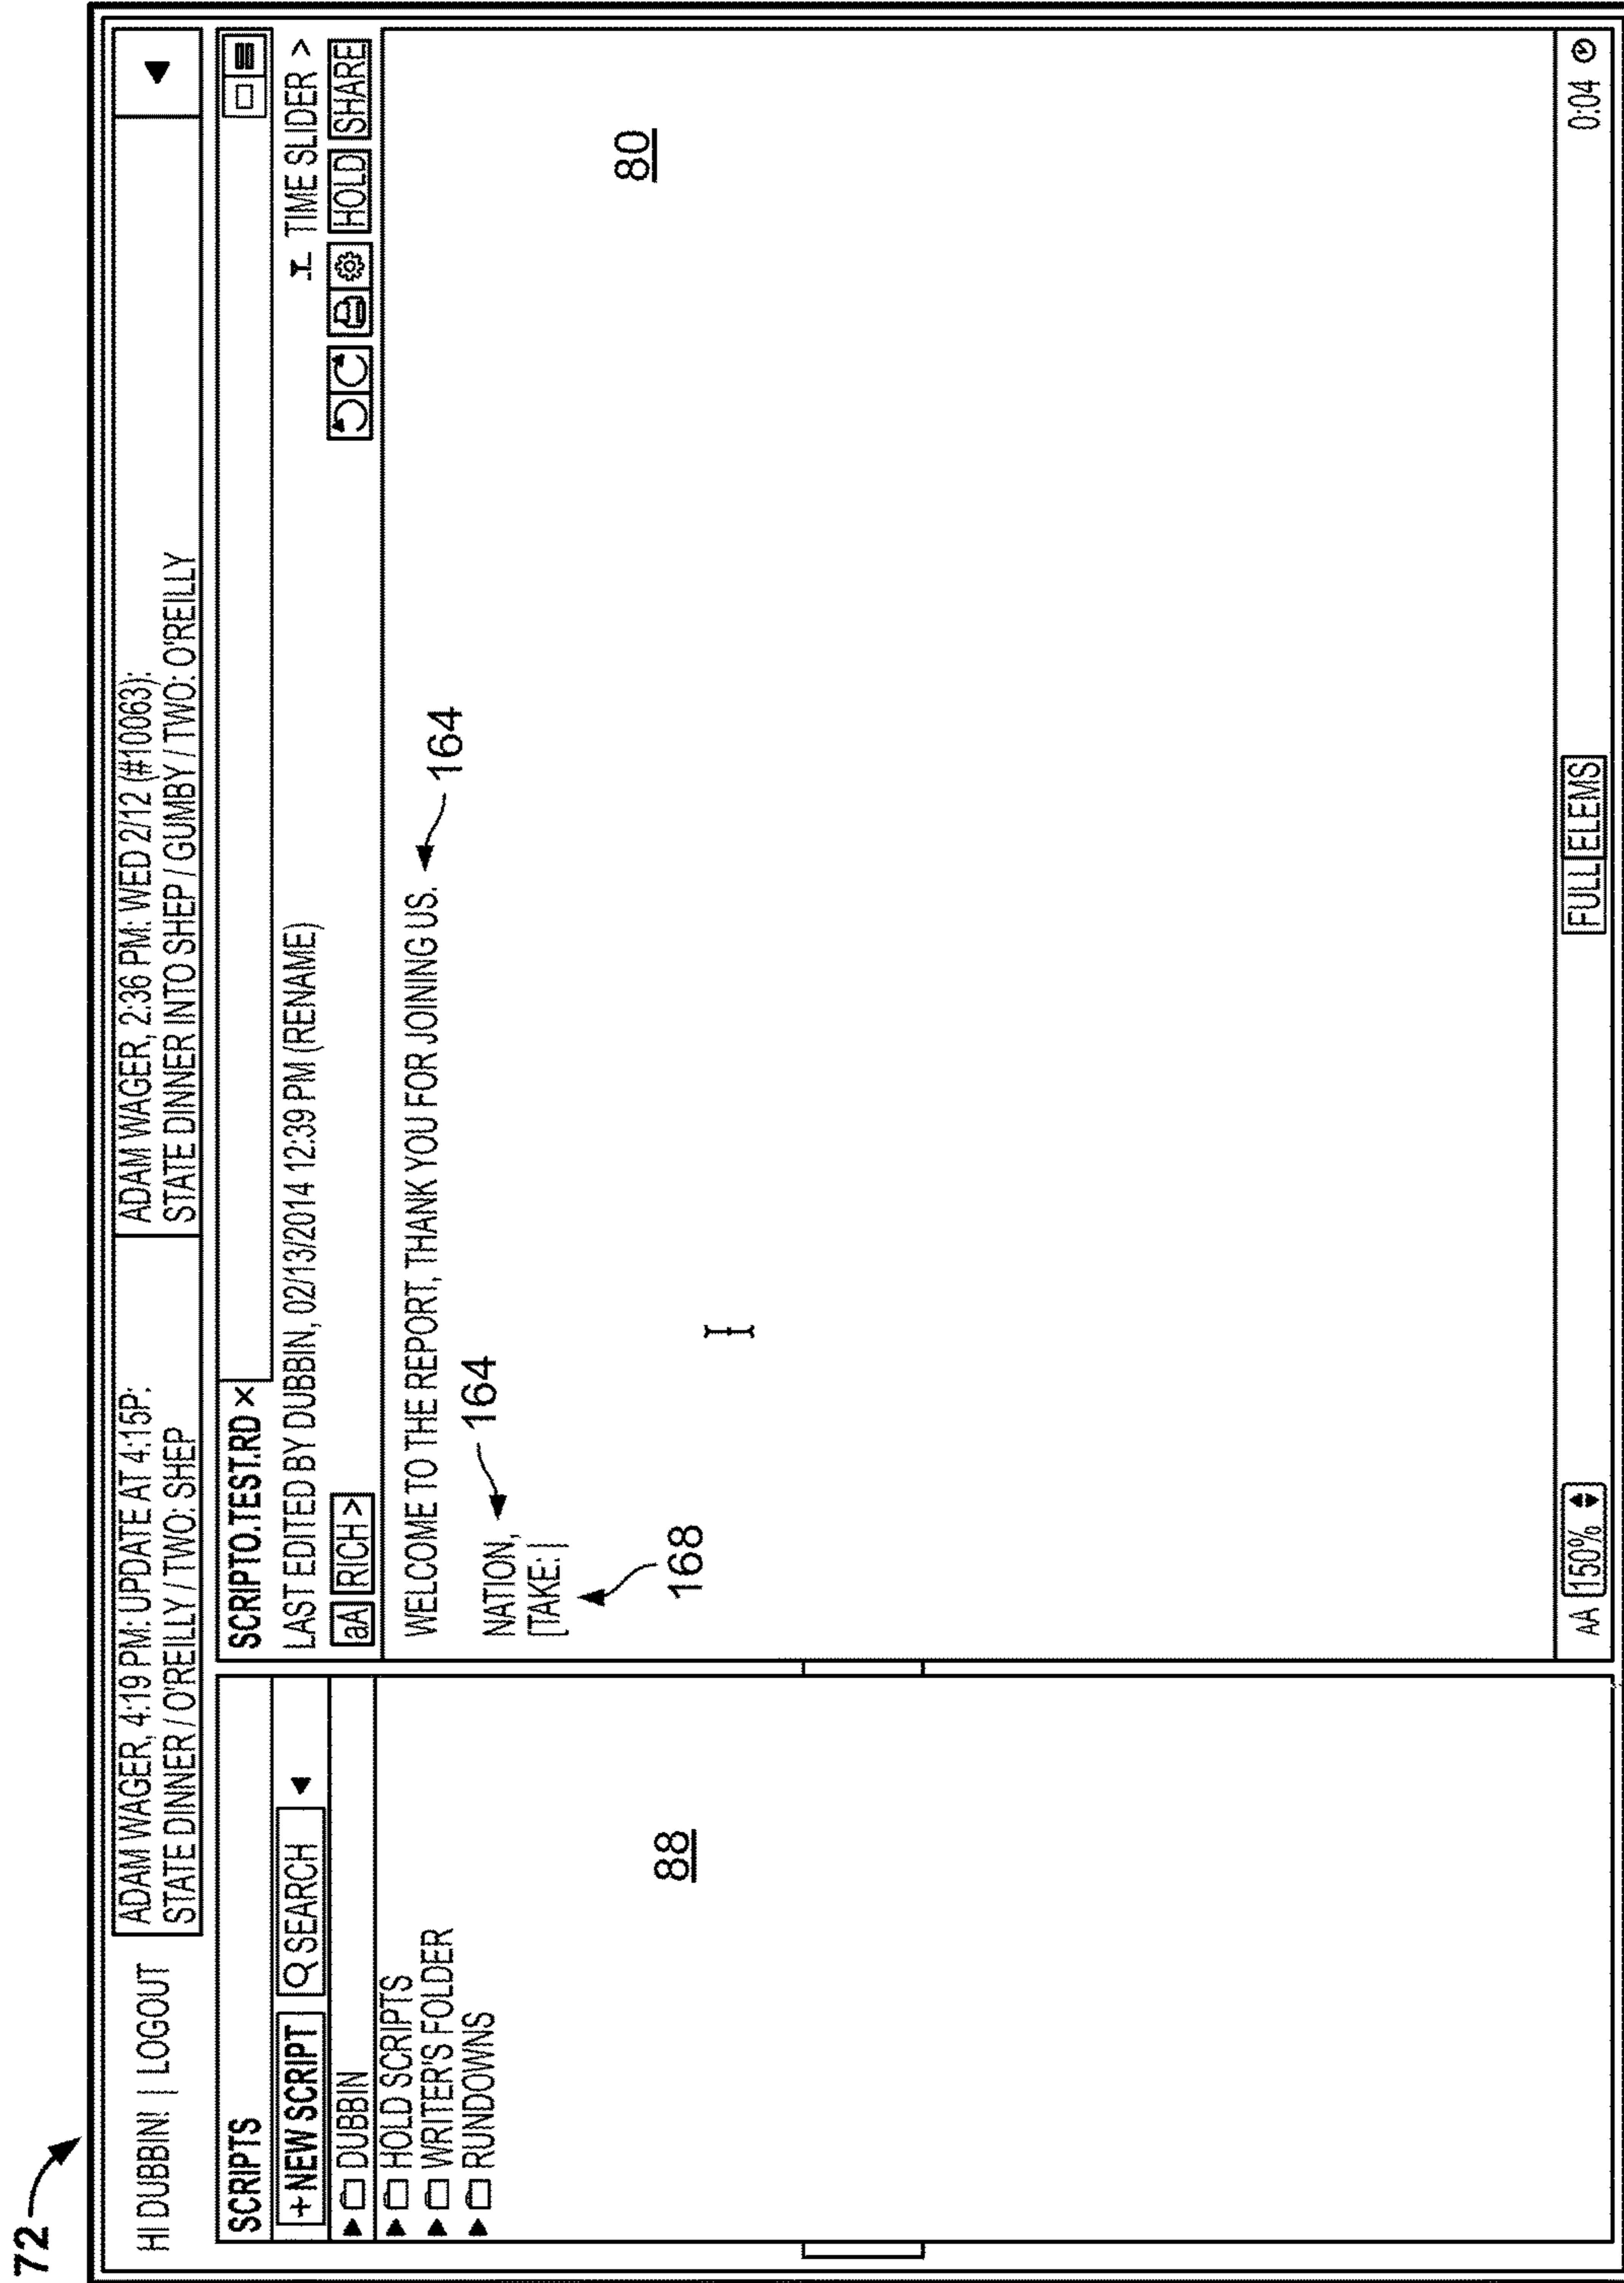 72
HI DUBBIN! | LOGOUT
ADAM WAGER, 4:19 PM: UPDATE AT 4:15P:
STATE DINNER / O'REILLY / TWO: SHEP
ADAM WAGER, 2:36 PM: WED 2/12 (#10063):
STATE DINNER INTO SHEP / GUMBY / TWO: O'REILLY
SCRIPTS
+ NEW SCRIPT SEARCH
DUBBIN
HOLD SCRIPTS
WRITER'S FOLDER
RUNDOWNS
88
SCRIPTO.TEST.RD ×
LAST EDITED BY DUBBIN, 02/13/2014 12:39 PM (RENAME)
TIME SLIDER >
aA RICH > HOLD SHARE
WELCOME TO THE REPORT, THANK YOU FOR JOINING US. 164
NATION, 164
[TAKE: |
168
80
AA 150% FULL ELEMS 0:04